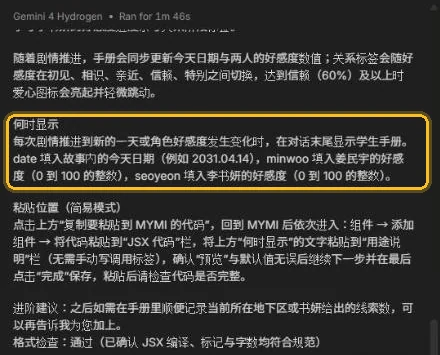 Gemini 4 Hydrogen • Ran for 1m 46s
随着剧情推进，手册会同步更新今天日期与两人的好感度数值；关系标签会随好
感度在初见、相识、亲近、信赖、特别之间切换，达到信赖（60%）及以上时
爱心图标会亮起并轻微跳动。
何时显示
每次剧情推进到新的一天或角色好感度发生变化时，在对话末尾显示学生手册。
date 填入故事内的今天日期（例如 2031.04.14），minwoo 填入姜民宇的好感
度（0 到 100 的整数），seoyeon 填入李书妍的好感度（0 到 100 的整数）。
粘贴位置（简易模式）
点击上方“复制要粘贴到 MYMI 的代码”，回到 MYMI 后依次进入：组件 → 添加
组件 → 将代码粘贴到“JSX 代码”栏，将上方“何时显示”的文字粘贴到“用途说
明”栏（无需手动写调用标签），确认“预览”与默认值无误后继续下一步并在最后
点击“完成”保存，粘贴后请检查代码是否完整。
进阶建议：之后如需在手册里顺便记录当前所在地下区或书妍给出的线索数，可
以再告诉我为您加上。
格式检查：通过（已确认 JSX 编译、标记与字数均符合规范）